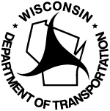 WISCONSIN
DEPARTMENT OF TRANSPORTATION